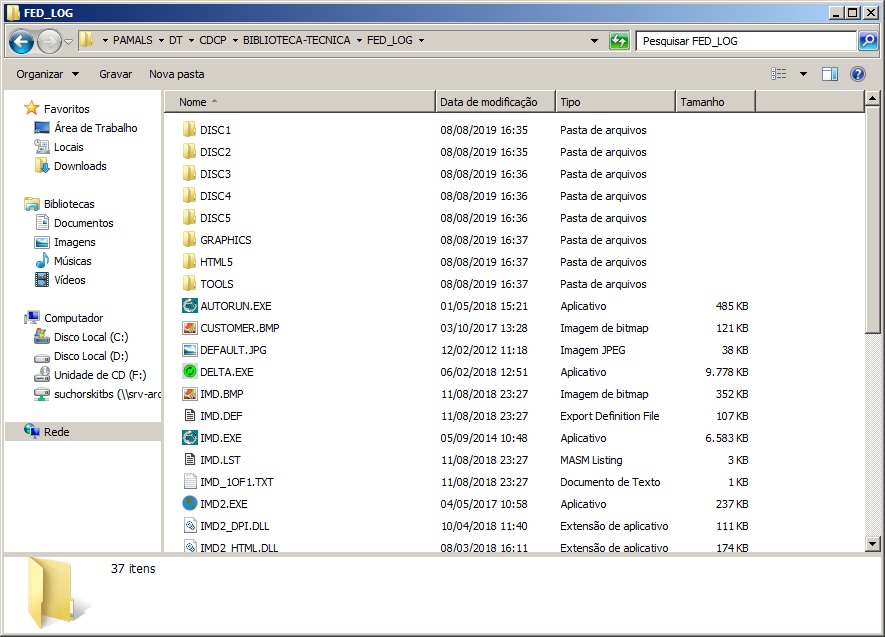 FED_LOG
PAMALS DT CDCP BIBLIOTECA-TECNICA FED_LOG
Pesquisar FED_LOG
Organizar Gravar Nova pasta
Favoritos
Área de Trabalho
Locais
Downloads
Bibliotecas
Documentos
Imagens
Músicas
Vídeos
Computador
Disco Local (C:)
Disco Local (D:)
Unidade de CD (F:)
suchorskitbs (\\srv-arc
Rede
Nome Data de modificação Tipo Tamanho
DISC1 08/08/2019 16:35 Pasta de arquivos
DISC2 08/08/2019 16:35 Pasta de arquivos
DISC3 08/08/2019 16:36 Pasta de arquivos
DISC4 08/08/2019 16:36 Pasta de arquivos
DISC5 08/08/2019 16:36 Pasta de arquivos
GRAPHICS 08/08/2019 16:37 Pasta de arquivos
HTML5 08/08/2019 16:37 Pasta de arquivos
TOOLS 08/08/2019 16:37 Pasta de arquivos
AUTORUN.EXE 01/05/2018 15:21 Aplicativo 485 KB
CUSTOMER.BMP 03/10/2017 13:28 Imagem de bitmap 121 KB
DEFAULT.JPG 12/02/2012 11:18 Imagem JPEG 38 KB
DELTA.EXE 06/02/2018 12:51 Aplicativo 9.778 KB
IMD.BMP 11/08/2018 23:27 Imagem de bitmap 352 KB
IMD.DEF 11/08/2018 23:27 Export Definition File 107 KB
IMD.EXE 05/09/2014 10:48 Aplicativo 6.583 KB
IMD.LST 11/08/2018 23:27 MASM Listing 3 KB
IMD_1OF1.TXT 11/08/2018 23:27 Documento de Texto 1 KB
IMD2.EXE 04/05/2017 10:58 Aplicativo 237 KB
IMD2_DPI.DLL 10/04/2018 11:40 Extensão de aplicativo 111 KB
IMD2_HTML.DLL 08/03/2018 16:11 Extensão de aplicativo 174 KB
37 itens